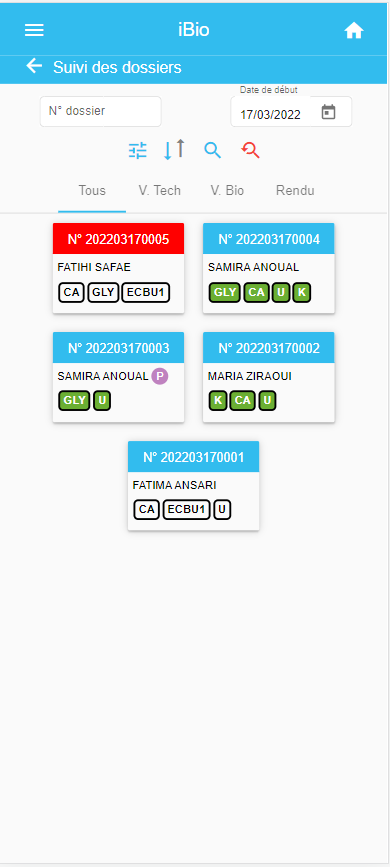 iBio
Suivi des dossiers
Date de début
N° dossier
17/03/2022
Tous V. Tech V. Bio Rendu
N° 202203170005
FATIHI SAFAE
CA GLY ECBU1
N° 202203170004
SAMIRA ANOUAL
GLY CA U K
N° 202203170003
SAMIRA ANOUAL P
GLY U
N° 202203170002
MARIA ZIRAOUI
K CA U
N° 202203170001
FATIMA ANSARI
CA ECBU1 U